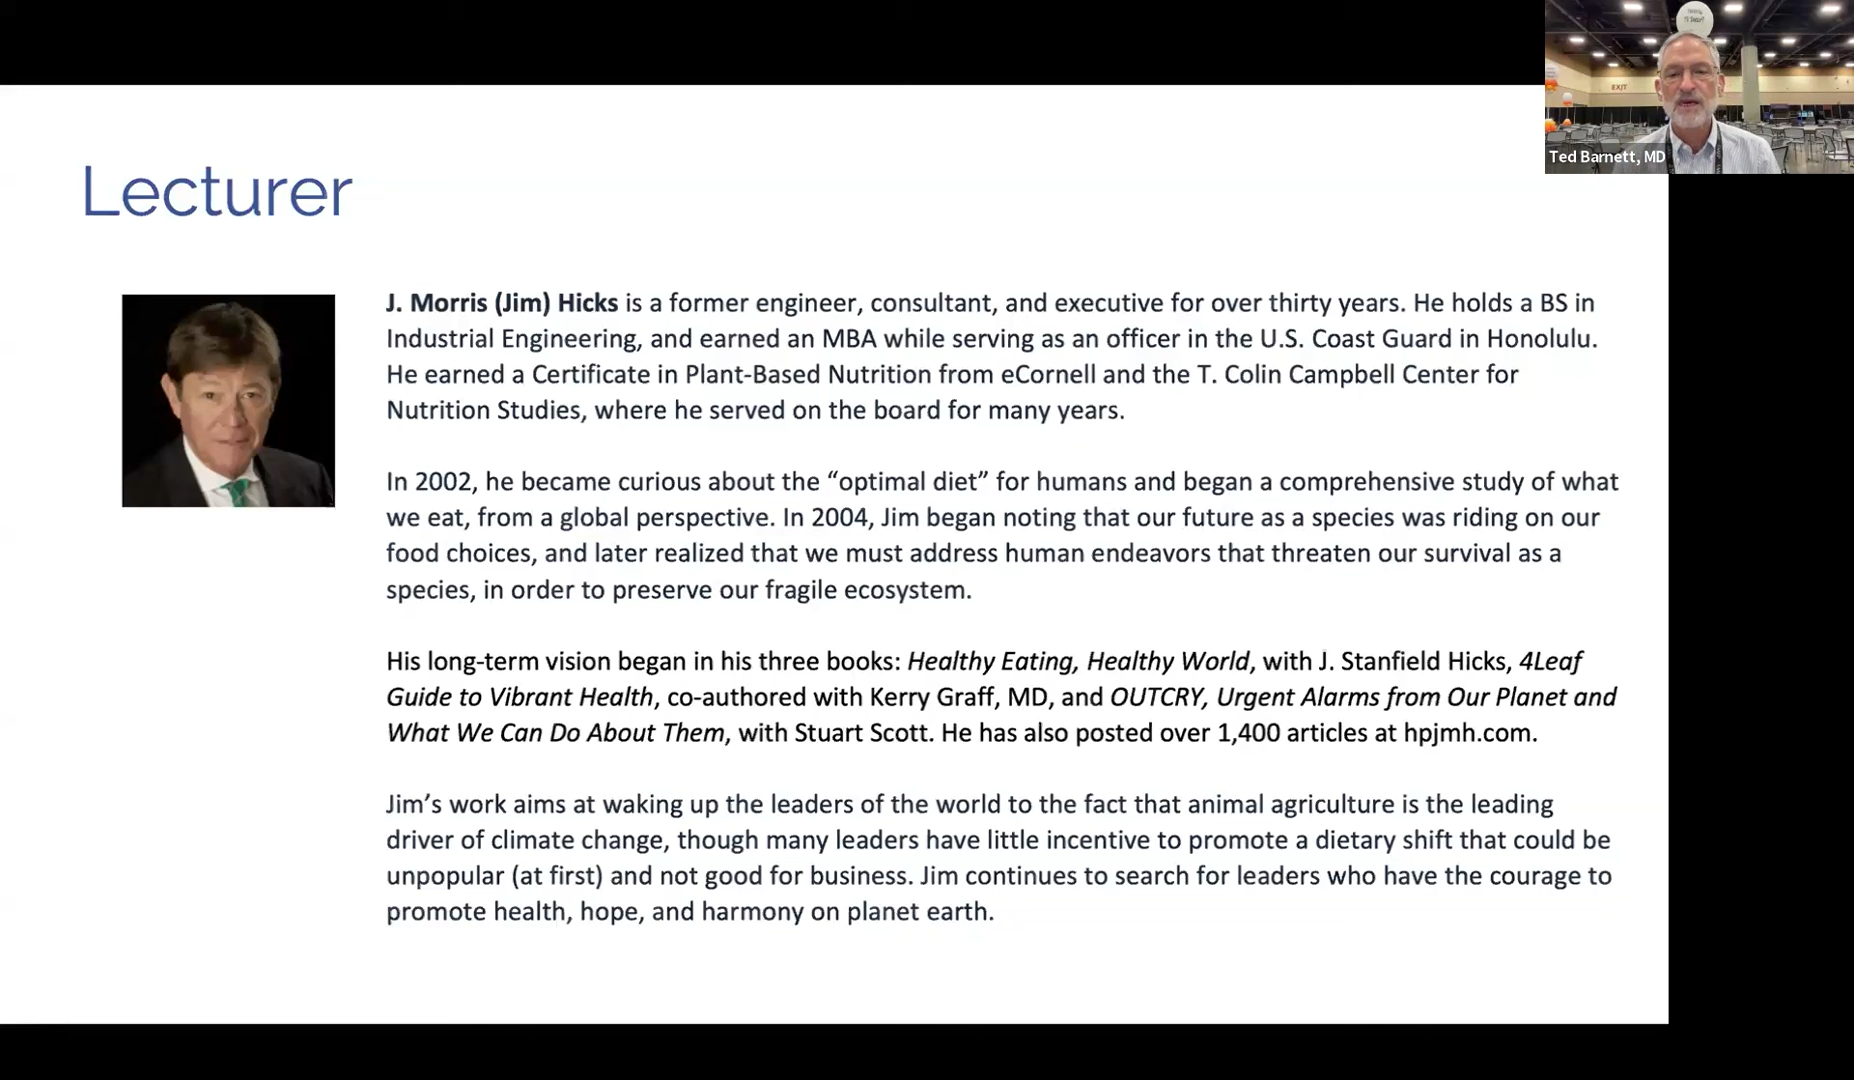 Lecturer
J. Morris (Jim) Hicks is a former engineer, consultant, and executive for over thirty years. He holds a BS in
Industrial Engineering, and earned an MBA while serving as an officer in the U.S. Coast Guard in Honolulu.
He earned a Certificate in Plant-Based Nutrition from eCornell and the T. Colin Campbell Center for
Nutrition Studies, where he served on the board for many years.
In 2002, he became curious about the “optimal diet” for humans and began a comprehensive study of what
we eat, from a global perspective. In 2004, Jim began noting that our future as a species was riding on our
food choices, and later realized that we must address human endeavors that threaten our survival as a
species, in order to preserve our fragile ecosystem.
His long-term vision began in his three books: Healthy Eating, Healthy World, with J. Stanfield Hicks, 4Leaf
Guide to Vibrant Health, co-authored with Kerry Graff, MD, and OUTCRY, Urgent Alarms from Our Planet and
What We Can Do About Them, with Stuart Scott. He has also posted over 1,400 articles at hpjmh.com.
Jim’s work aims at waking up the leaders of the world to the fact that animal agriculture is the leading
driver of climate change, though many leaders have little incentive to promote a dietary shift that could be
unpopular (at first) and not good for business. Jim continues to search for leaders who have the courage to
promote health, hope, and harmony on planet earth.
EXIT
Ted Barnett, MD